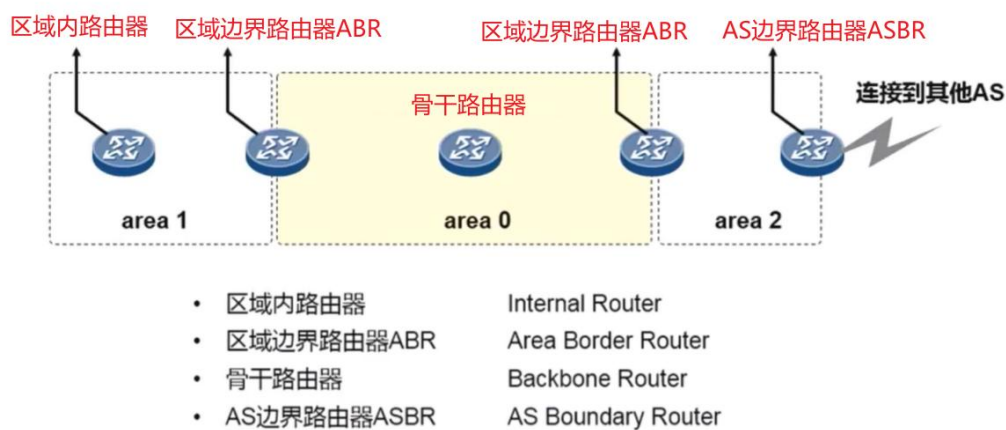 区域内路由器 区域边界路由器ABR 区域边界路由器ABR AS边界路由器ASBR
骨干路由器
连接到其他AS
area 1 area 0 area 2
• 区域内路由器 Internal Router
• 区域边界路由器ABR Area Border Router
• 骨干路由器 Backbone Router
• AS边界路由器ASBR AS Boundary Router